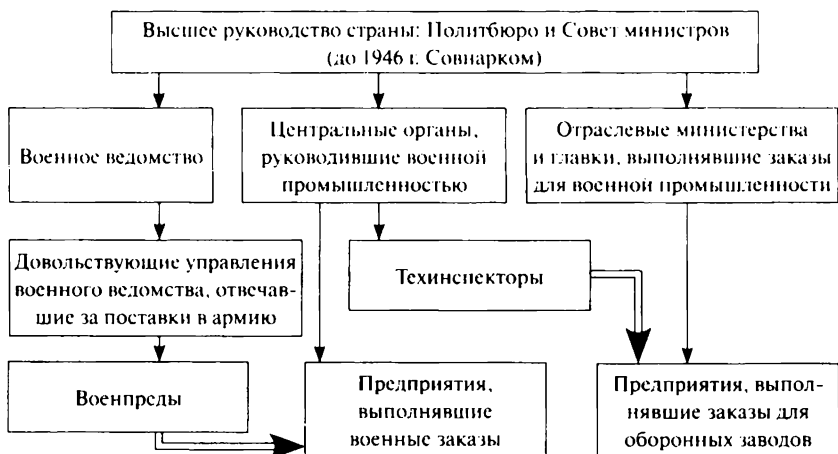 Высшее руководство страны: Политбюро и Совет министров
(до 1946 г. Совнарком)
Военное ведомство
Центральные органы,
руководившие военной
промышленностью
Отраслевые министерства
и главки, выполнявшие заказы
для военной промышленности
Довольствующие управления
военного ведомства, отвечав-
шие за поставки в армию
Техинспекторы
Военпреды
Предприятия,
выполнявшие
военные заказы
Предприятия, выпол-
нявшие заказы для
оборонных заводов